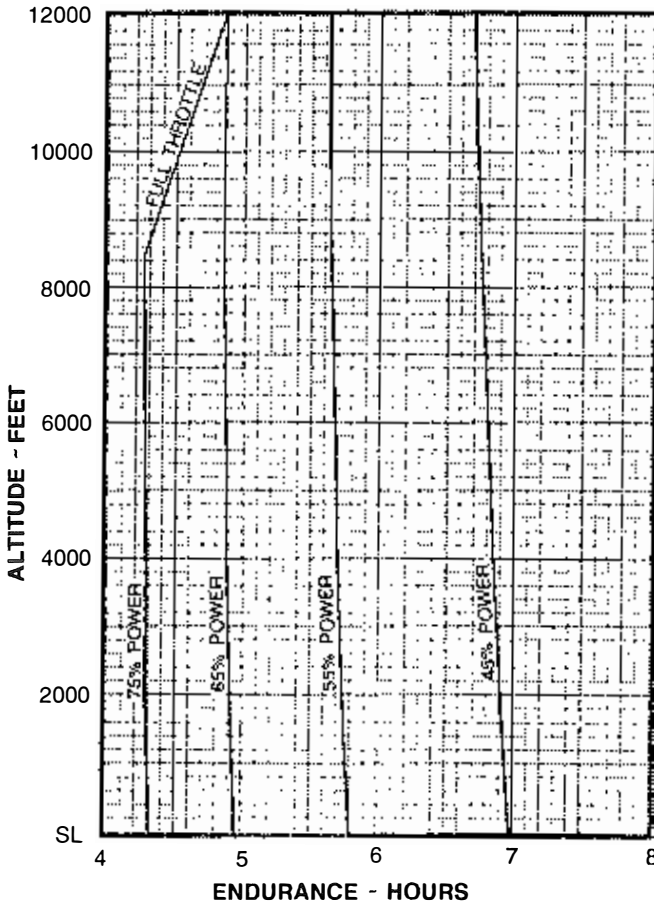 12000
10000
8000
6000
4000
2000
SL
ALTITUDE ~ FEET
FULL THROTTLE
75% POWER
65% POWER
55% POWER
45% POWER
4 5 6 7 8
ENDURANCE ~ HOURS